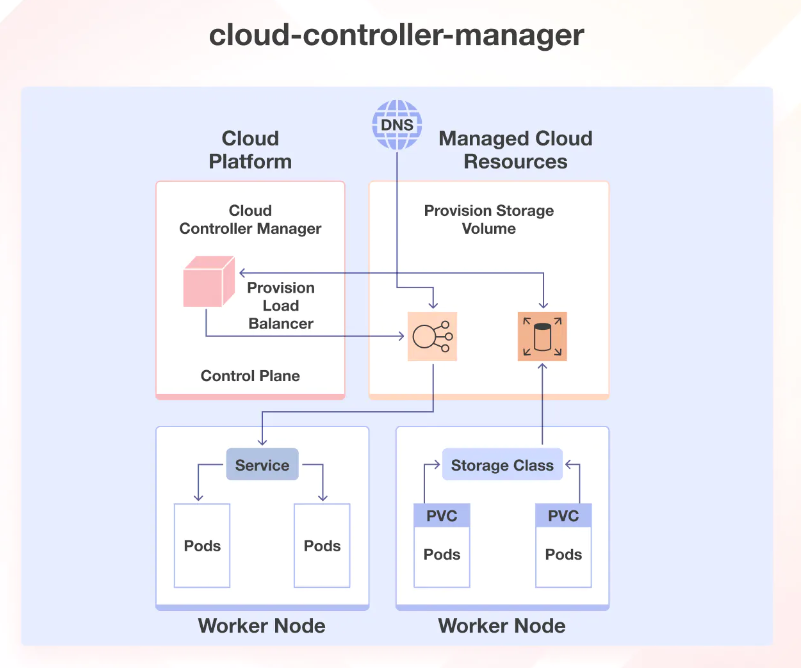 cloud-controller-manager
DNS
Cloud
Platform
Managed Cloud
Resources
Cloud
Controller Manager
Provision
Load
Balancer
Control Plane
Provision Storage
Volume
Service
Pods
Pods
Worker Node
Storage Class
PVC
Pods
PVC
Pods
Worker Node